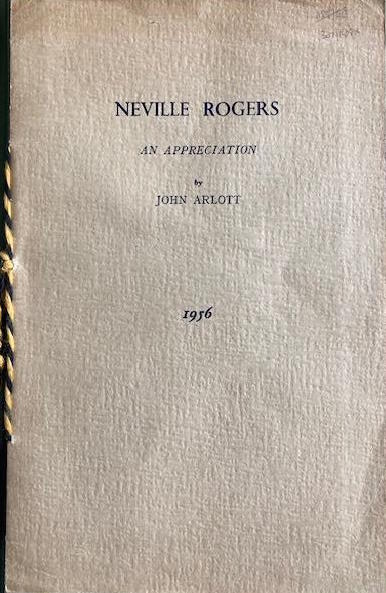 NEVILLE ROGERS
AN APPRECIATION
by
JOHN ARLOTT
1956